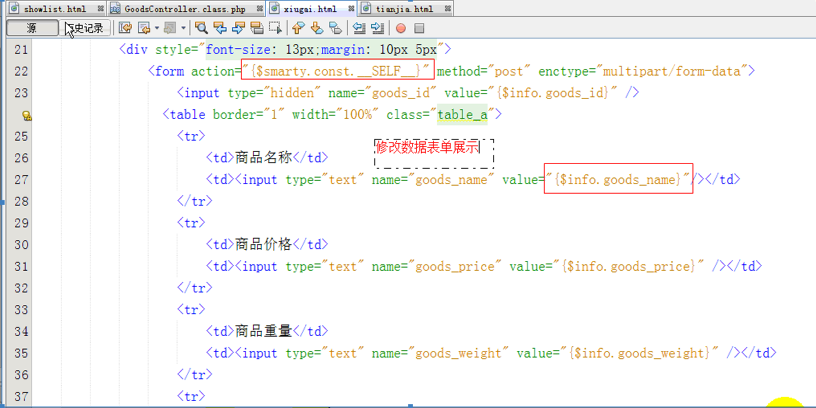 showlist.html GoodsController.class.php xiugai.html tianjia.html
源 历史记录
21 <div style="font-size: 13px;margin: 10px 5px">
22 <form action="{$smarty.const.__SELF__}" method="post" enctype="multipart/form-data">
23 <input type="hidden" name="goods_id" value="{$info.goods_id}" />
<table border="1" width="100%" class="table_a">
25 <tr>
修改数据表单展示
26 <td>商品名称</td>
27 <td><input type="text" name="goods_name" value="{$info.goods_name}"/></td>
28 </tr>
29 <tr>
30 <td>商品价格</td>
31 <td><input type="text" name="goods_price" value="{$info.goods_price}" /></td>
32 </tr>
33 <tr>
34 <td>商品重量</td>
35 <td><input type="text" name="goods_weight" value="{$info.goods_weight}" /></td>
36 </tr>
37 <tr>